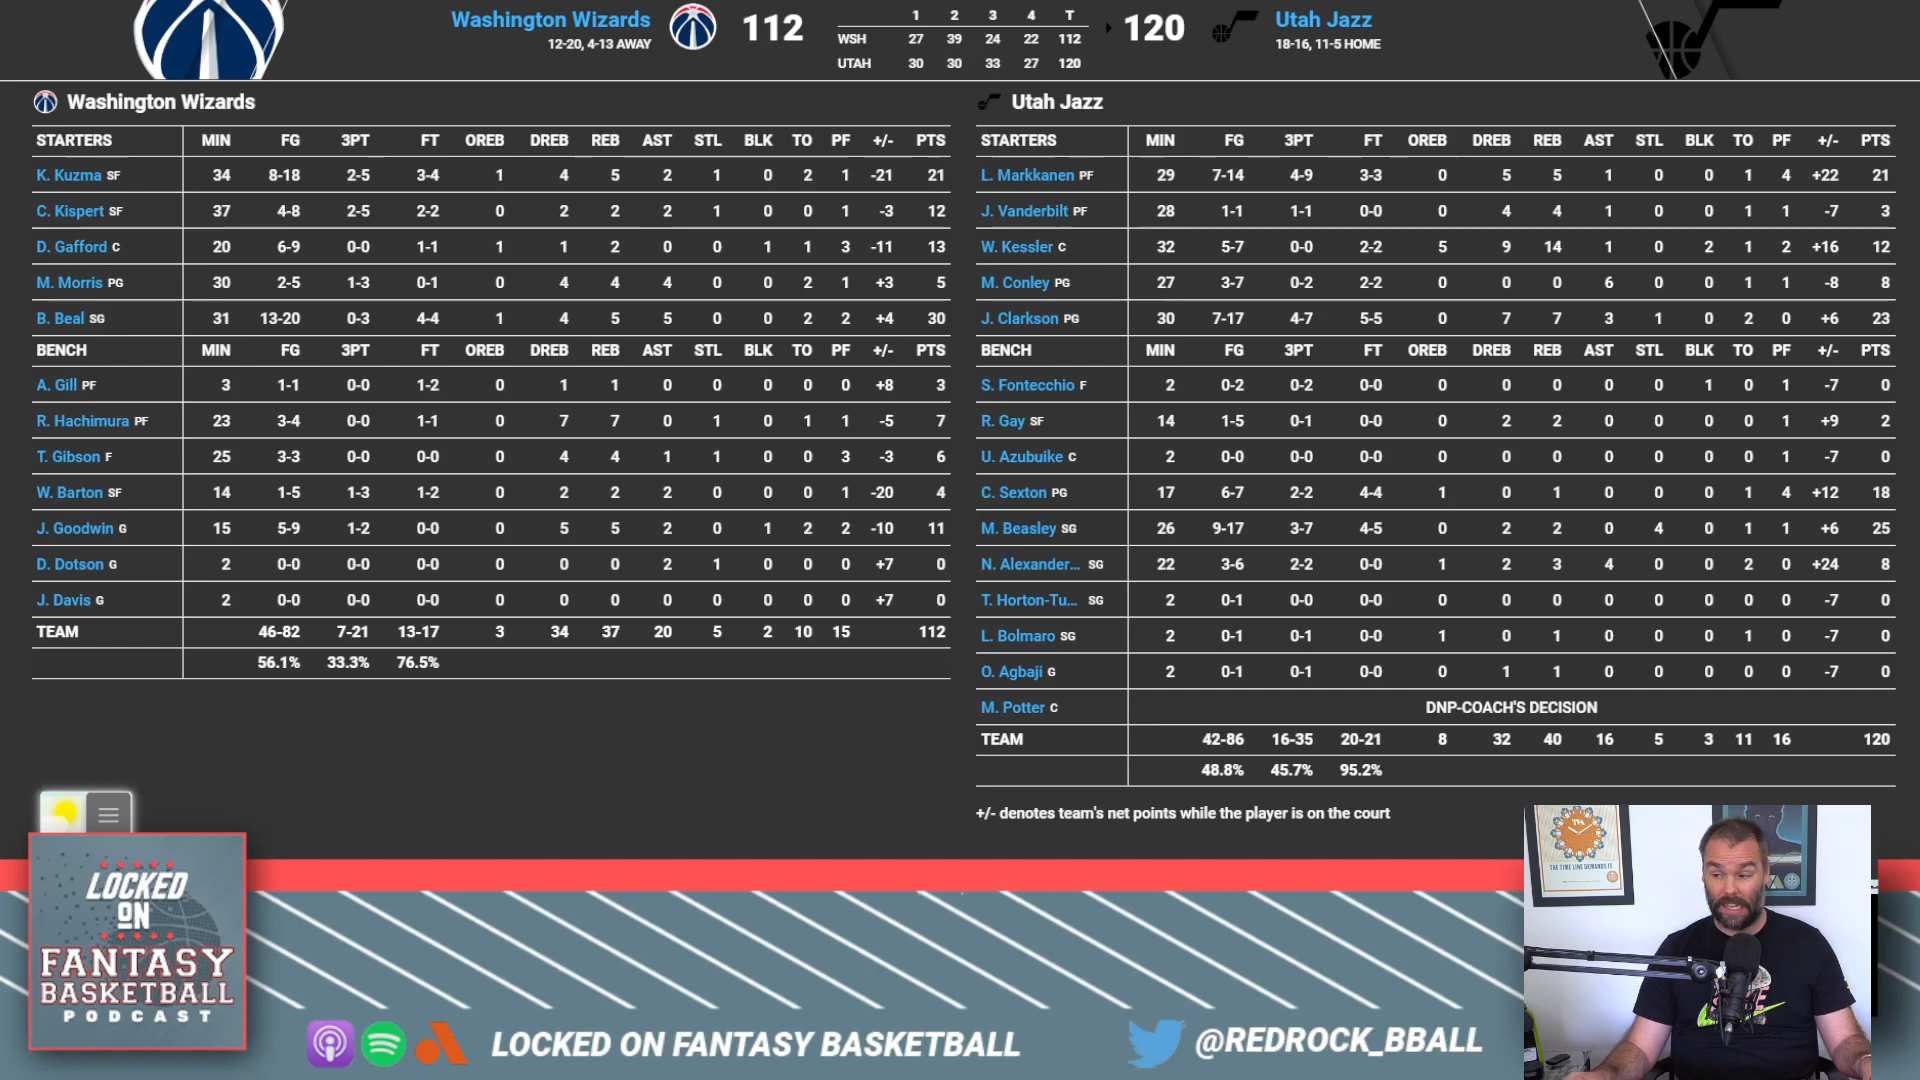 Washington Wizards
12-20, 4-13 AWAY
112
1 2 3 4 T
WSH 27 39 24 22 112
UTAH 30 30 33 27 120
120
Utah Jazz
18-16, 11-5 HOME
Washington Wizards
STARTERS MIN FG 3PT FT OREB DREB REB AST STL BLK TO PF +/- PTS
K. Kuzma SF 34 8-18 2-5 3-4 1 4 5 2 1 0 2 1 -21 21
C. Kispert SF 37 4-8 2-5 2-2 0 2 2 2 1 0 0 1 -3 12
D. Gafford C 20 6-9 0-0 1-1 1 1 2 0 0 1 1 3 -11 13
M. Morris PG 30 2-5 1-3 0-1 0 4 4 4 0 0 2 1 +3 5
B. Beal SG 31 13-20 0-3 4-4 1 4 5 5 0 0 2 2 +4 30
BENCH MIN FG 3PT FT OREB DREB REB AST STL BLK TO PF +/- PTS
A. Gill PF 3 1-1 0-0 1-2 0 1 1 0 0 0 0 0 +8 3
R. Hachimura PF 23 3-4 0-0 1-1 0 7 7 0 1 0 1 1 -5 7
T. Gibson F 25 3-3 0-0 0-0 0 4 4 1 1 0 0 3 -3 6
W. Barton SF 14 1-5 1-3 1-2 0 2 2 2 0 0 0 1 -20 4
J. Goodwin G 15 5-9 1-2 0-0 0 5 5 2 0 1 2 2 -10 11
D. Dotson G 2 0-0 0-0 0-0 0 0 0 2 1 0 0 0 +7 0
J. Davis G 2 0-0 0-0 0-0 0 0 0 0 0 0 0 0 +7 0
TEAM 46-82 7-21 13-17 3 34 37 20 5 2 10 15 112
56.1% 33.3% 76.5%
Utah Jazz
STARTERS MIN FG 3PT FT OREB DREB REB AST STL BLK TO PF +/- PTS
L. Markkanen PF 29 7-14 4-9 3-3 0 5 5 1 0 0 1 4 +22 21
J. Vanderbilt PF 28 1-1 1-1 0-0 0 4 4 1 0 0 1 1 -7 3
W. Kessler C 32 5-7 0-0 2-2 5 9 14 1 0 2 1 2 +16 12
M. Conley PG 27 3-7 0-2 2-2 0 0 0 6 0 0 1 1 -8 8
J. Clarkson PG 30 7-17 4-7 5-5 0 7 7 3 1 0 2 0 +6 23
BENCH MIN FG 3PT FT OREB DREB REB AST STL BLK TO PF +/- PTS
S. Fontecchio F 2 0-2 0-2 0-0 0 0 0 0 0 1 0 1 -7 0
R. Gay SF 14 1-5 0-1 0-0 0 2 2 0 0 0 0 1 +9 2
U. Azubuike C 2 0-0 0-0 0-0 0 0 0 0 0 0 0 1 -7 0
C. Sexton PG 17 6-7 2-2 4-4 1 0 1 0 0 0 1 4 +12 18
M. Beasley SG 26 9-17 3-7 4-5 0 2 2 0 4 0 1 1 +6 25
N. Alexander... SG 22 3-6 2-2 0-0 1 2 3 4 0 0 2 0 +24 8
T. Horton-Tu... SG 2 0-1 0-0 0-0 0 0 0 0 0 0 0 0 -7 0
L. Bolmaro SG 2 0-1 0-1 0-0 1 0 1 0 0 0 1 0 -7 0
O. Agbaji G 2 0-1 0-1 0-0 0 1 1 0 0 0 0 0 -7 0
M. Potter C DNP-COACH'S DECISION
TEAM 42-86 16-35 20-21 8 32 40 16 5 3 11 16 120
48.8% 45.7% 95.2%
+/- denotes team's net points while the player is on the court
LOCKED
ON
FANTASY
BASKETBALL
PODCAST
LOCKED ON FANTASY BASKETBALL
@REDROCK_BBALL
TVA
THE TIME LINE DEMANDS IT